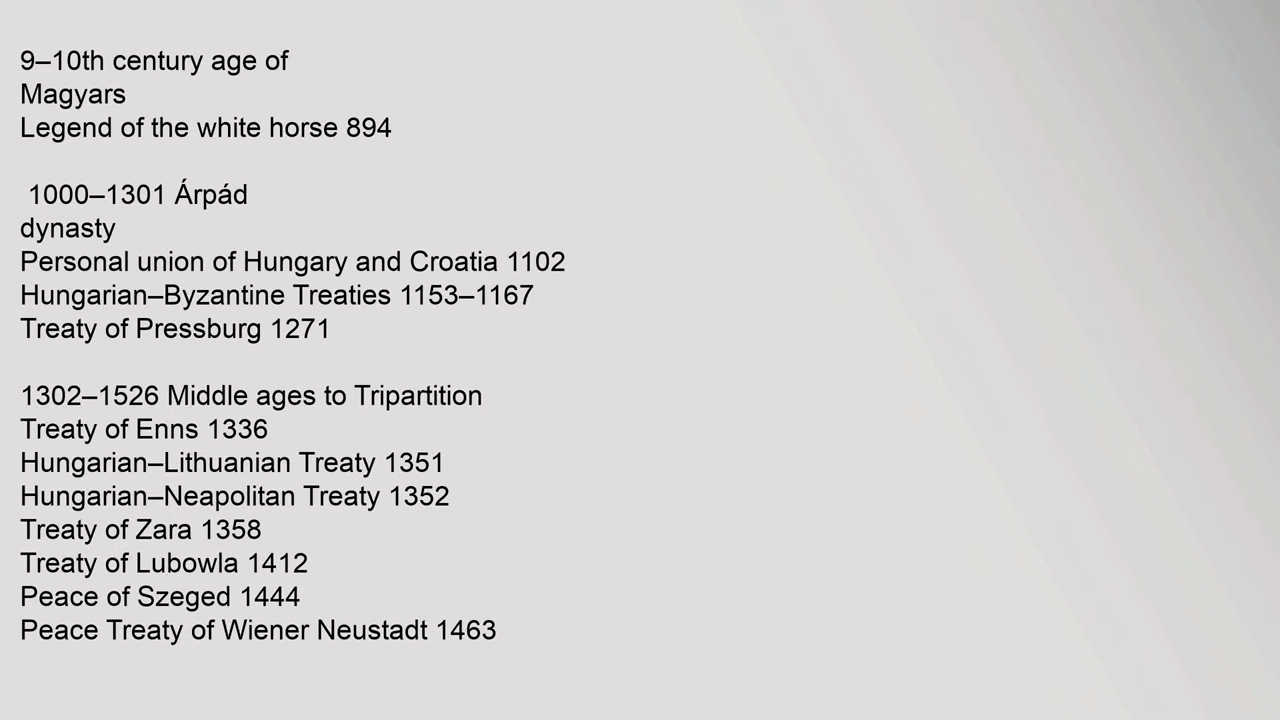 9–10th century age of
Magyars
Legend of the white horse 894
1000–1301 Árpád
dynasty
Personal union of Hungary and Croatia 1102
Hungarian–Byzantine Treaties 1153–1167
Treaty of Pressburg 1271
1302–1526 Middle ages to Tripartition
Treaty of Enns 1336
Hungarian–Lithuanian Treaty 1351
Hungarian–Neapolitan Treaty 1352
Treaty of Zara 1358
Treaty of Lubowla 1412
Peace of Szeged 1444
Peace Treaty of Wiener Neustadt 1463